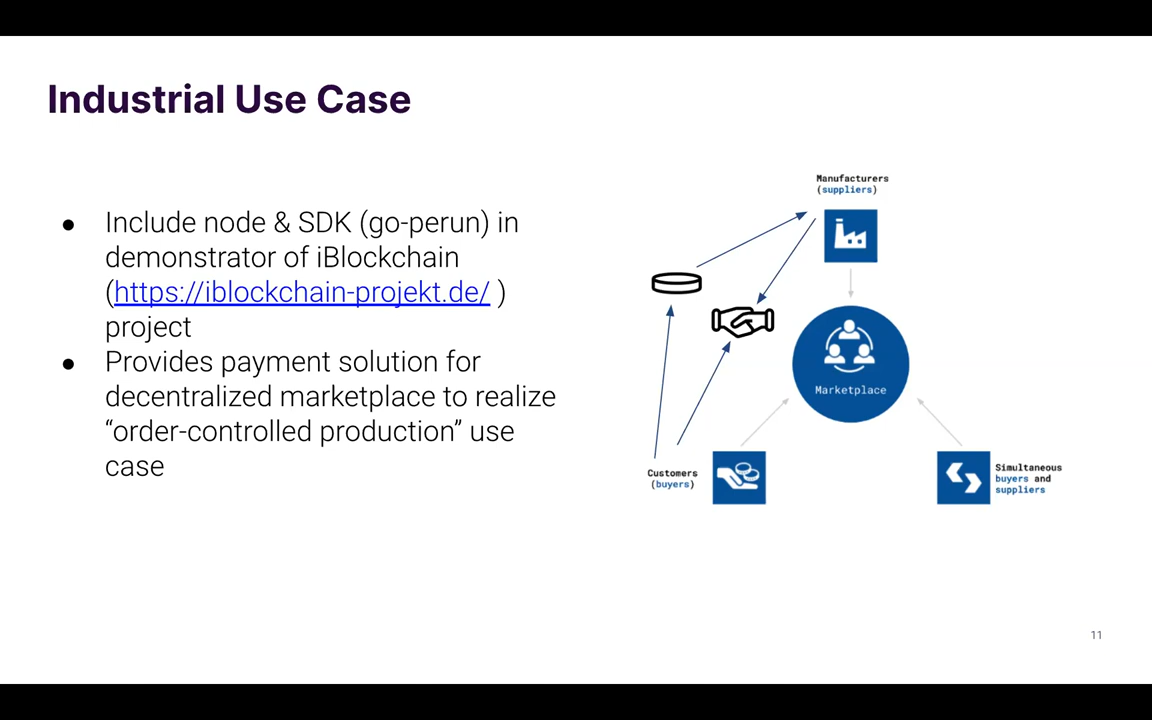 Industrial Use Case
● Include node & SDK (go-perun) in
demonstrator of iBlockchain
(https://iblockchain-projekt.de/ )
project
● Provides payment solution for
decentralized marketplace to realize
“order-controlled production” use
case
Manufacturers
(suppliers)
Marketplace
Customers
(buyers)
Simultaneous
buyers and
suppliers
11